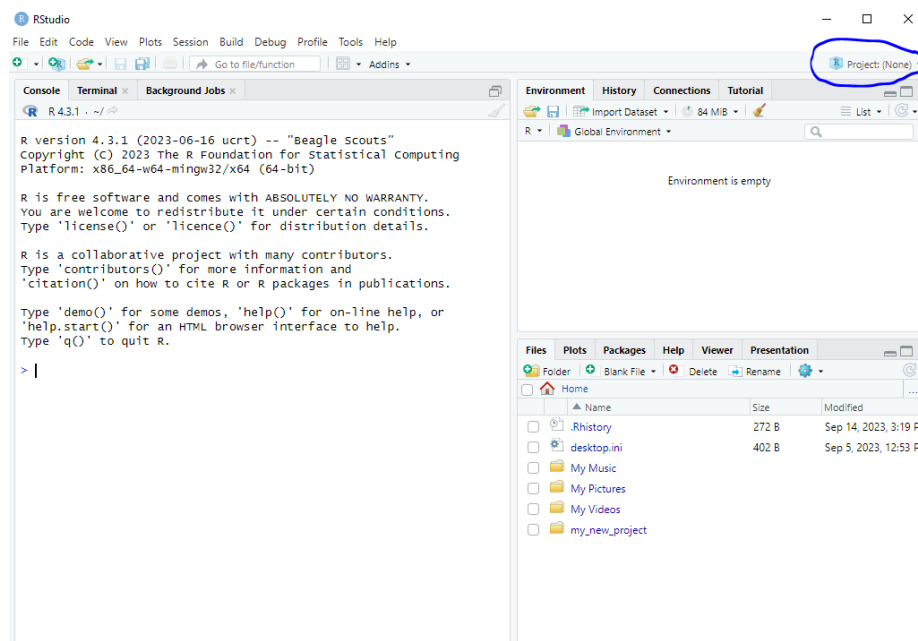 RStudio
File Edit Code View Plots Session Build Debug Profile Tools Help
Go to file/function Addins Project: (None)
Console Terminal Background Jobs
R 4.3.1 · ~/
R version 4.3.1 (2023-06-16 ucrt) -- "Beagle Scouts"
Copyright (C) 2023 The R Foundation for Statistical Computing
Platform: x86_64-w64-mingw32/x64 (64-bit)
R is free software and comes with ABSOLUTELY NO WARRANTY.
You are welcome to redistribute it under certain conditions.
Type 'license()' or 'licence()' for distribution details.
R is a collaborative project with many contributors.
Type 'contributors()' for more information and
'citation()' on how to cite R or R packages in publications.
Type 'demo()' for some demos, 'help()' for on-line help, or
'help.start()' for an HTML browser interface to help.
Type 'q()' to quit R.
>
Environment History Connections Tutorial
Import Dataset 84 MiB List
R Global Environment
Environment is empty
Files Plots Packages Help Viewer Presentation
Folder Blank File Delete Rename
Home ...
Name Size Modified
.Rhistory 272 B Sep 14, 2023, 3:19 P
desktop.ini 402 B Sep 5, 2023, 12:53 P
My Music
My Pictures
My Videos
my_new_project